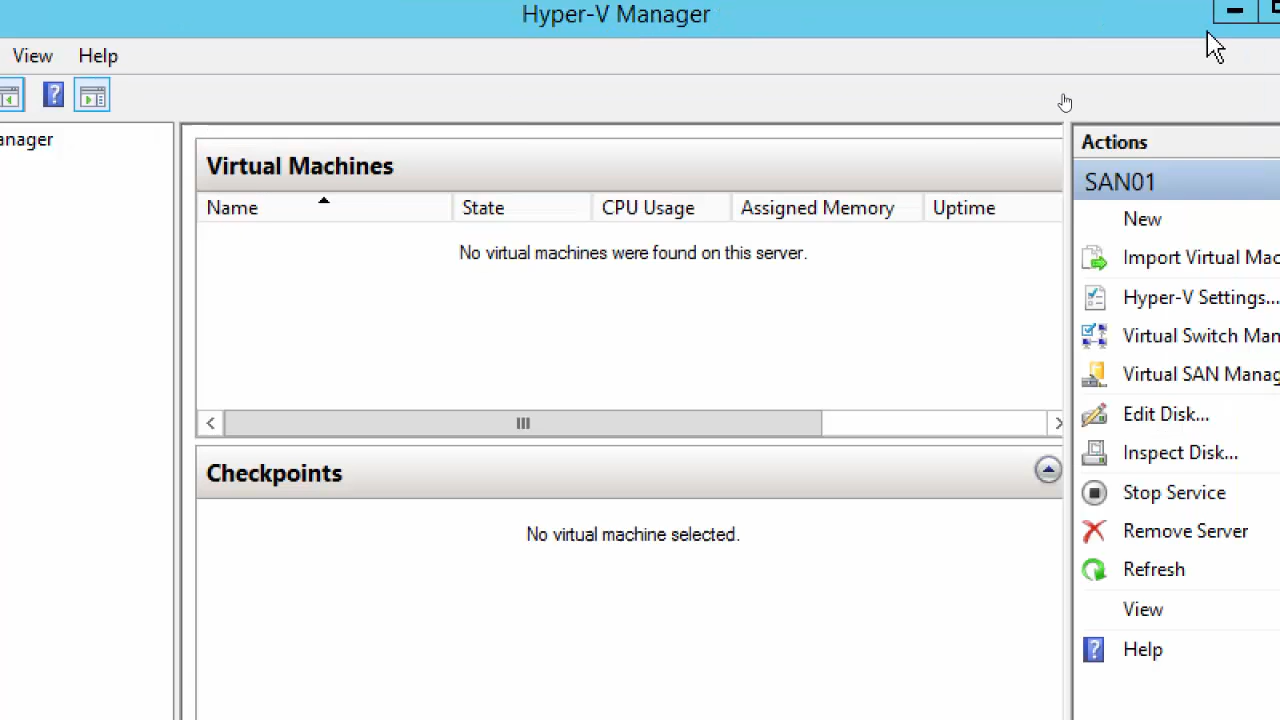 Hyper-V Manager
View Help
anager
Virtual Machines
Name State CPU Usage Assigned Memory Uptime
No virtual machines were found on this server.
Checkpoints
No virtual machine selected.
Actions
SAN01
New
Import Virtual Mac
Hyper-V Settings...
Virtual Switch Man
Virtual SAN Manag
Edit Disk...
Inspect Disk...
Stop Service
Remove Server
Refresh
View
Help